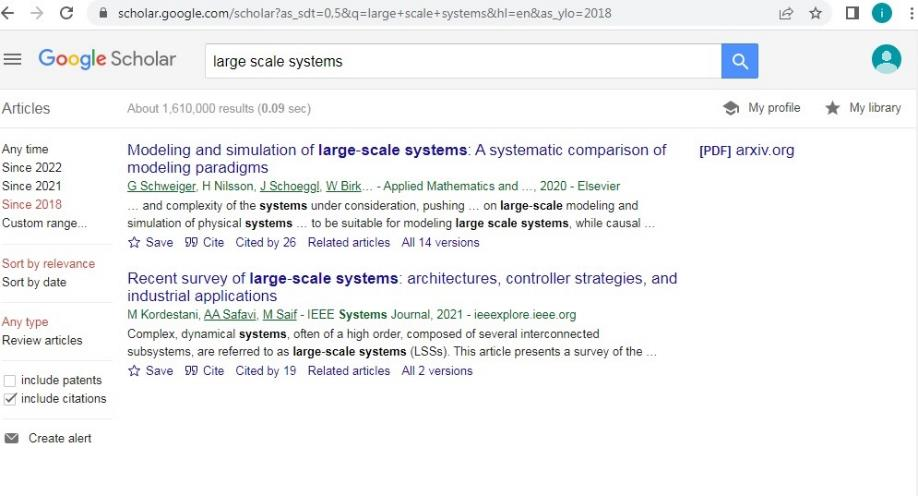 scholar.google.com/scholar?as_sdt=0,5&q=large+scale+systems&hl=en&as_ylo=2018
i
Google Scholar
large scale systems
Articles
About 1,610,000 results (0.09 sec)
My profile
My library
Any time
Since 2022
Since 2021
Since 2018
Custom range...
Sort by relevance
Sort by date
Any type
Review articles
include patents
include citations
Create alert
Modeling and simulation of large-scale systems: A systematic comparison of
modeling paradigms
G Schweiger, H Nilsson, J Schoeggl, W Birk... - Applied Mathematics and ..., 2020 - Elsevier
... and complexity of the systems under consideration, pushing ... on large-scale modeling and
simulation of physical systems ... to be suitable for modeling large scale systems, while causal ...
Save Cite Cited by 26 Related articles All 14 versions
[PDF] arxiv.org
Recent survey of large-scale systems: architectures, controller strategies, and
industrial applications
M Kordestani, AA Safavi, M Saif - IEEE Systems Journal, 2021 - ieeexplore.ieee.org
Complex, dynamical systems, often of a high order, composed of several interconnected
subsystems, are referred to as large-scale systems (LSSs). This article presents a survey of the ...
Save Cite Cited by 19 Related articles All 2 versions